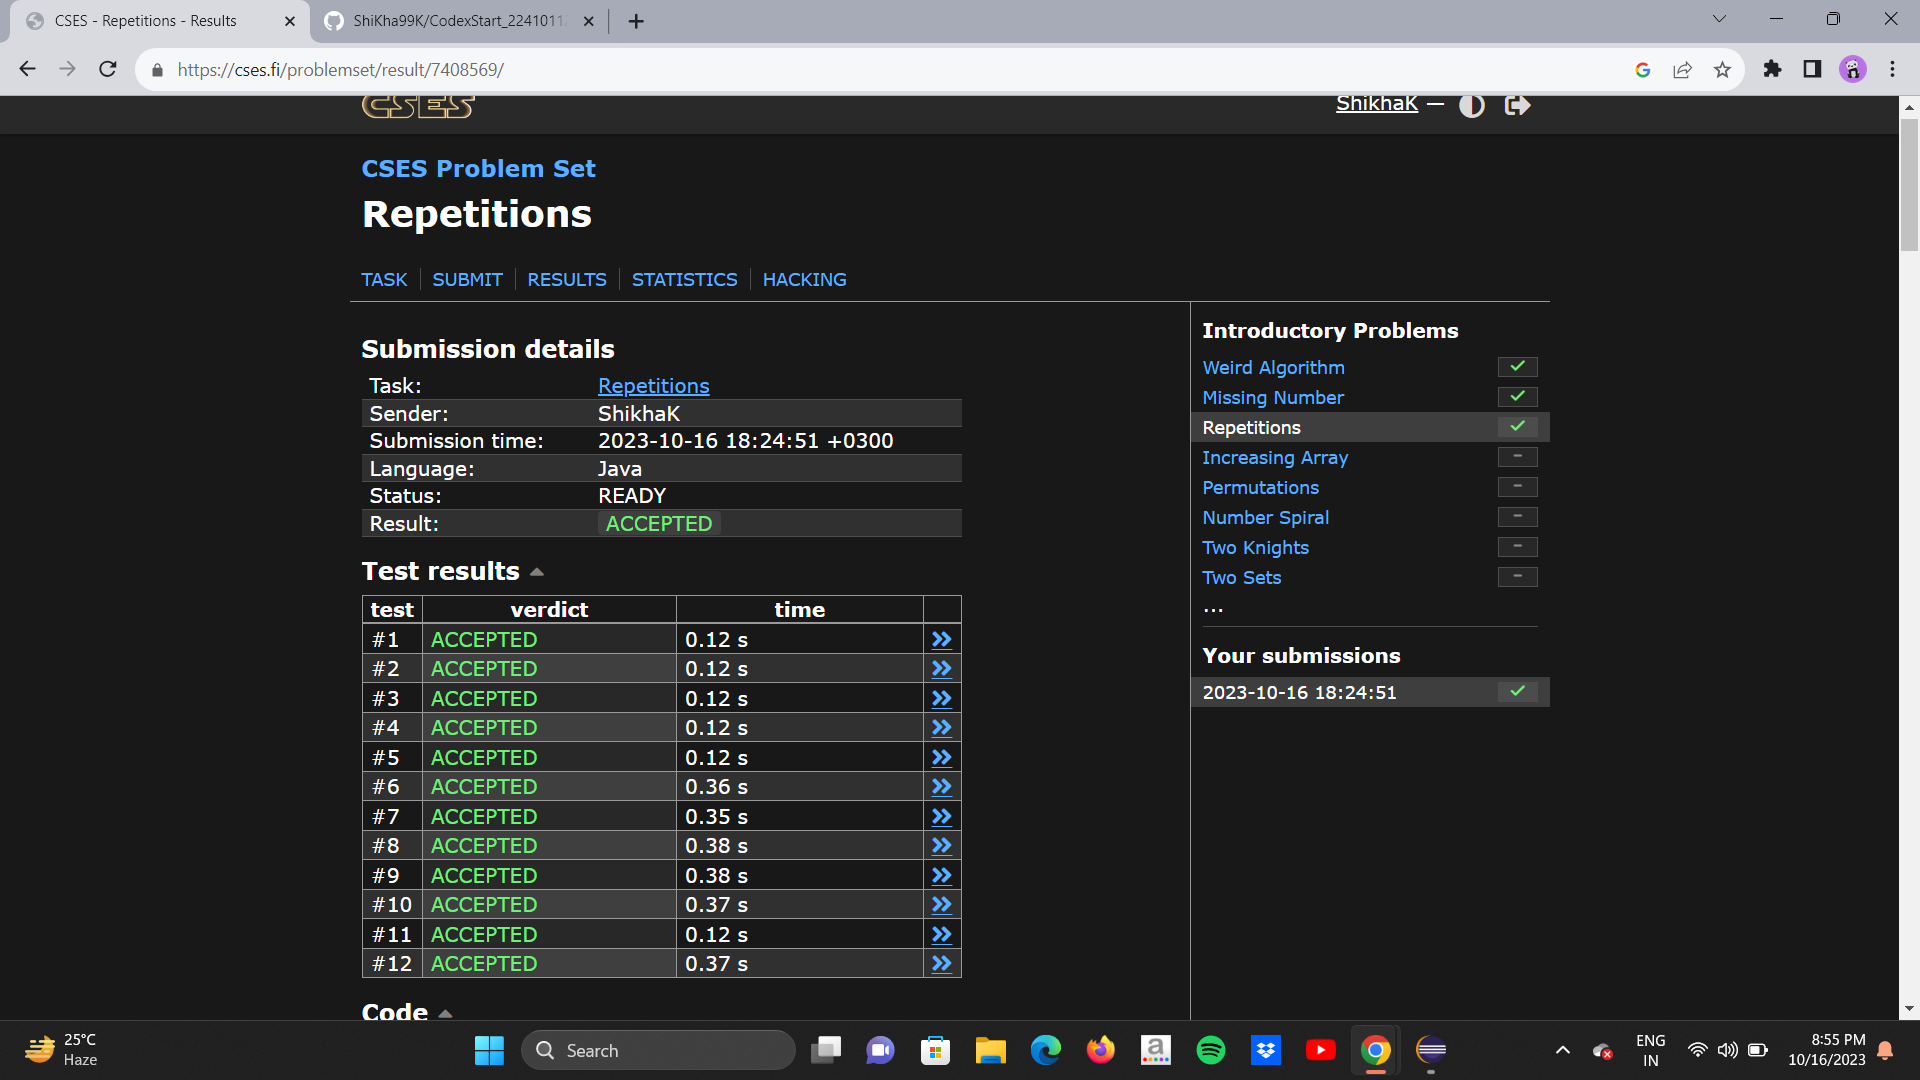 CSES - Repetitions - Results
ShiKha99K/CodexStart_2241011
https://cses.fi/problemset/result/7408569/
CSES
ShikhaK —
CSES Problem Set
Repetitions
TASK SUBMIT RESULTS STATISTICS HACKING
Submission details
Task: Repetitions
Sender: ShikhaK
Submission time: 2023-10-16 18:24:51 +0300
Language: Java
Status: READY
Result: ACCEPTED
Test results
test verdict time
#1 ACCEPTED 0.12 s
#2 ACCEPTED 0.12 s
#3 ACCEPTED 0.12 s
#4 ACCEPTED 0.12 s
#5 ACCEPTED 0.12 s
#6 ACCEPTED 0.36 s
#7 ACCEPTED 0.35 s
#8 ACCEPTED 0.38 s
#9 ACCEPTED 0.38 s
#10 ACCEPTED 0.37 s
#11 ACCEPTED 0.12 s
#12 ACCEPTED 0.37 s
Code
Introductory Problems
Weird Algorithm
Missing Number
Repetitions
Increasing Array
Permutations
Number Spiral
Two Knights
Two Sets
...
Your submissions
2023-10-16 18:24:51
25°C
Haze
Search
ENG
IN
8:55 PM
10/16/2023